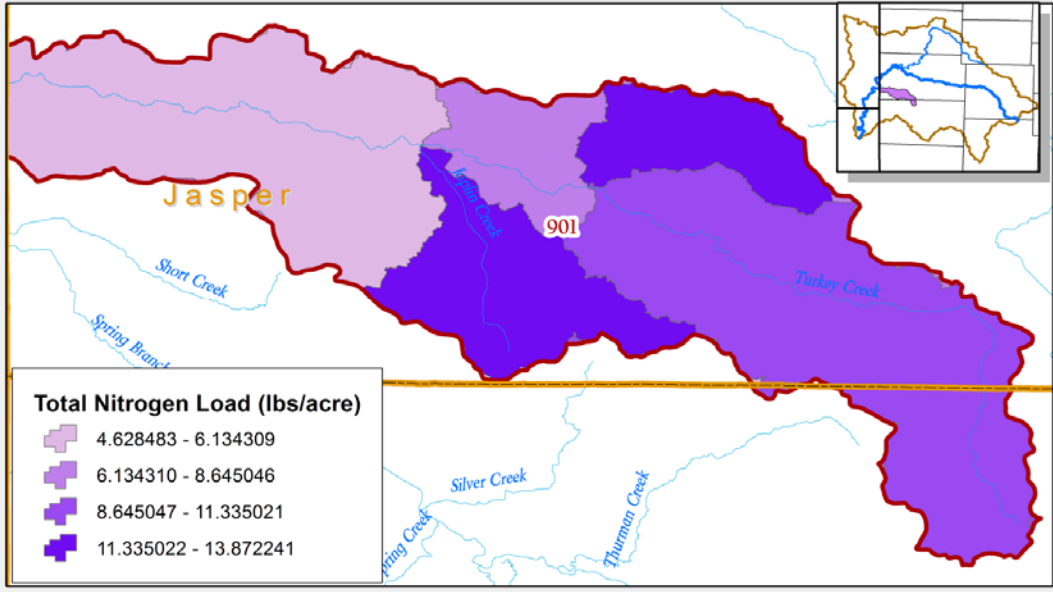 Joplin Creek
Jasper
901
Short Creek
Turkey Creek
Spring Branch
Total Nitrogen Load (lbs/acre)
4.628483 - 6.134309
6.134310 - 8.645046
8.645047 - 11.335021
11.335022 - 13.872241
Silver Creek
Thurman Creek
pring Creek